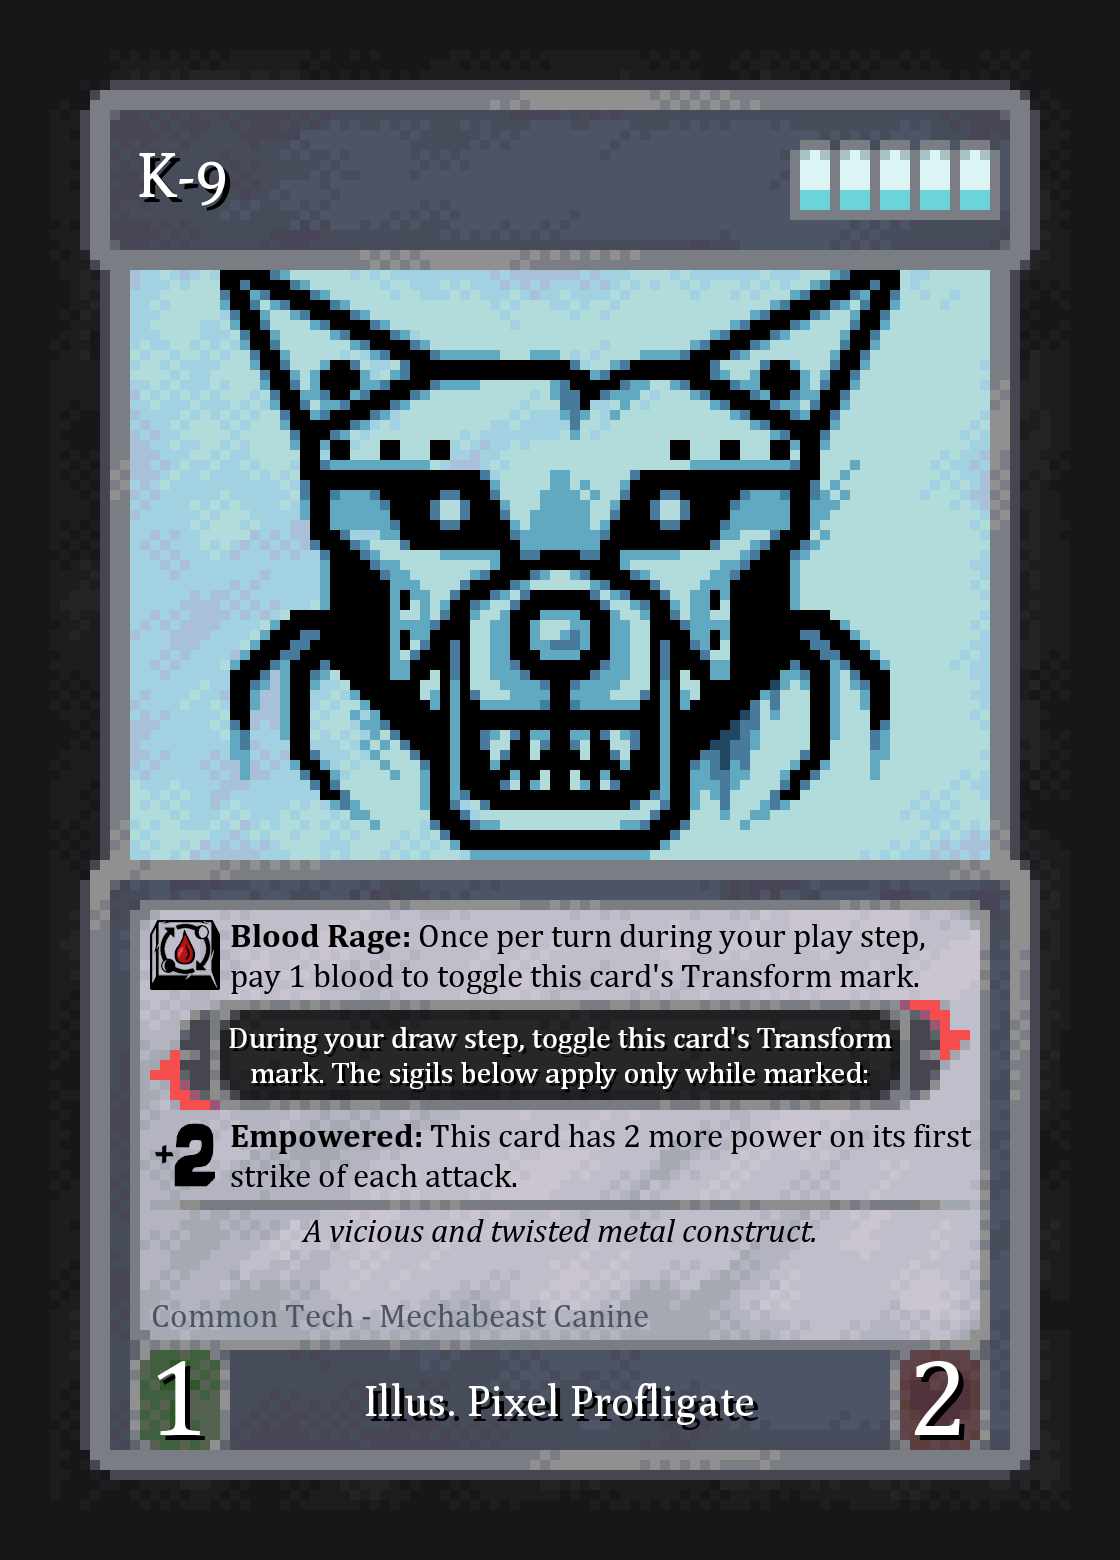 K-9
Blood Rage: Once per turn during your play step,
pay 1 blood to toggle this card's Transform mark.
During your draw step, toggle this card's Transform
mark. The sigils below apply only while marked:
+2
Empowered: This card has 2 more power on its first
strike of each attack.
A vicious and twisted metal construct.
Common Tech - Mechabeast Canine
1
Illus. Pixel Profligate
2